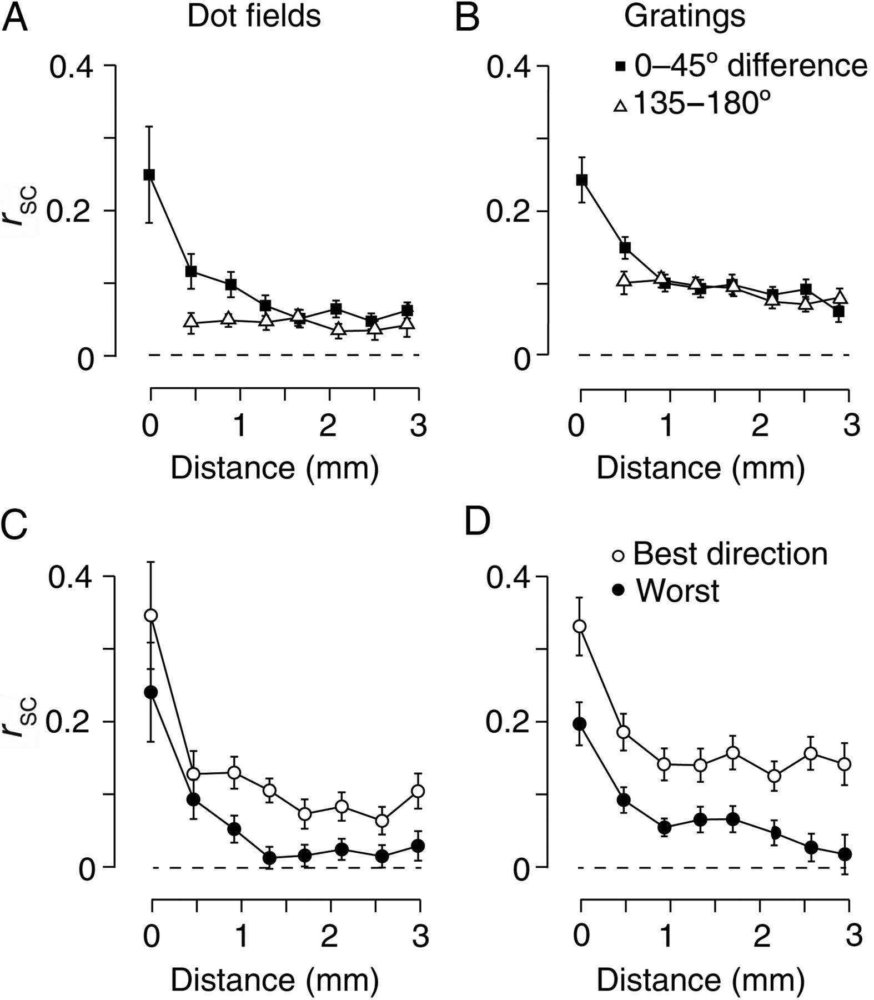 A Dot fields
0.4
0.2
0
rSC
0 1 2 3
Distance (mm)
B Gratings
0–45° difference
135–180°
0.4
0.2
0
0 1 2 3
Distance (mm)
C
0.4
0.2
0
rSC
0 1 2 3
Distance (mm)
D
Best direction
Worst
0.4
0.2
0
0 1 2 3
Distance (mm)